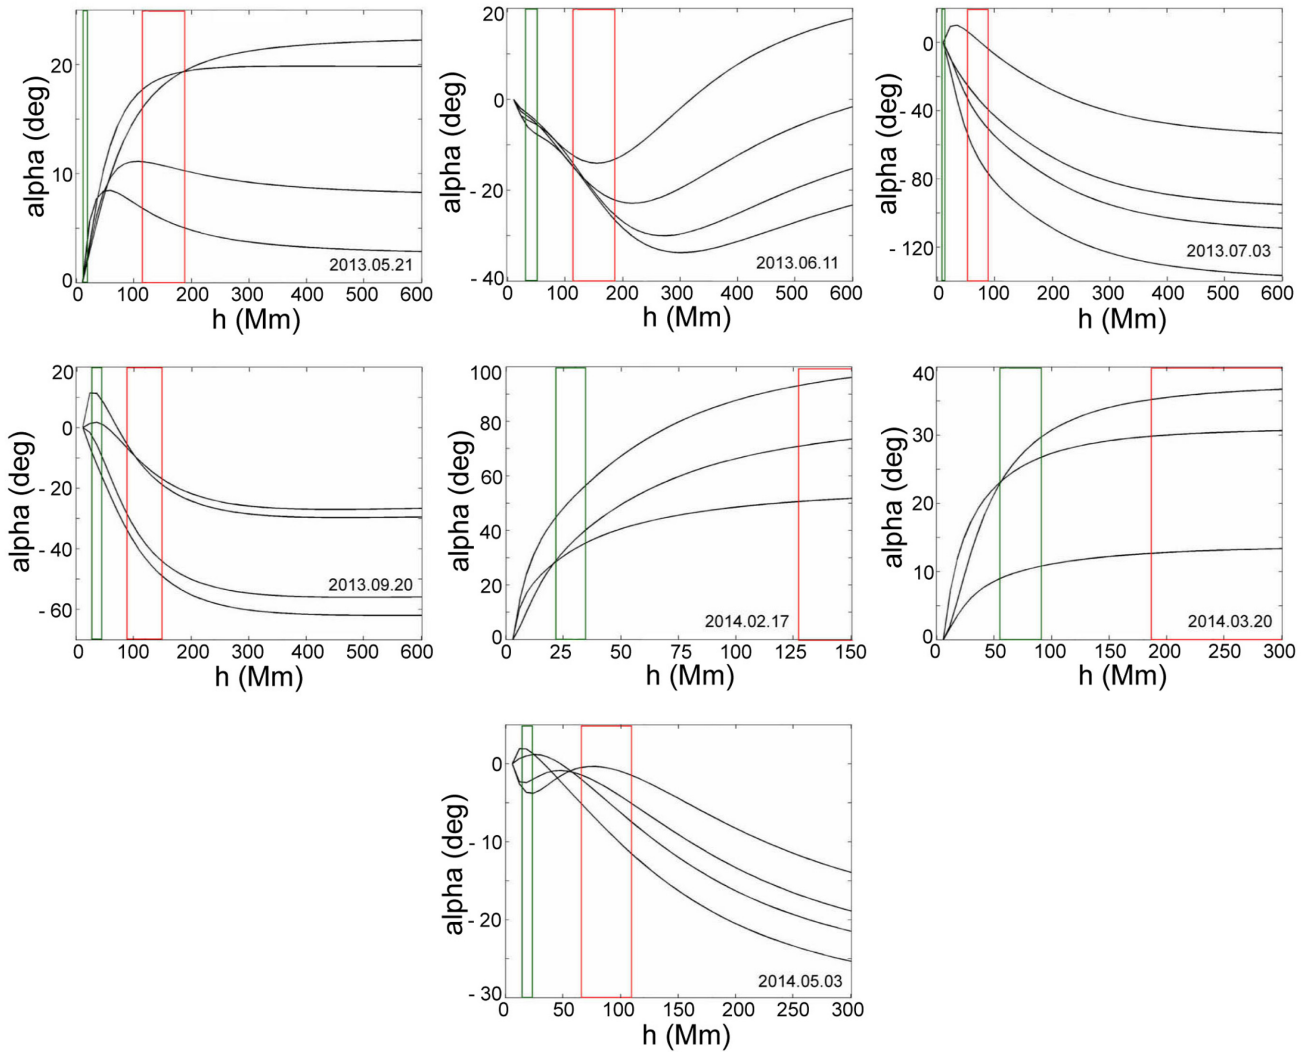 alpha (deg)
20
10
0
0 100 200 300 400 500 600
h (Mm)
2013.05.21
alpha (deg)
20
0
- 20
- 40
0 100 200 300 400 500 600
h (Mm)
2013.06.11
alpha (deg)
0
- 40
- 80
- 120
0 100 200 300 400 500 600
h (Mm)
2013.07.03
alpha (deg)
20
0
- 20
- 40
- 60
0 100 200 300 400 500 600
h (Mm)
2013.09.20
alpha (deg)
100
80
60
40
20
0
0 25 50 75 100 125 150
h (Mm)
2014.02.17
alpha (deg)
40
30
20
10
0
0 50 100 150 200 250 300
h (Mm)
2014.03.20
alpha (deg)
0
- 10
- 20
- 30
0 50 100 150 200 250 300
h (Mm)
2014.05.03